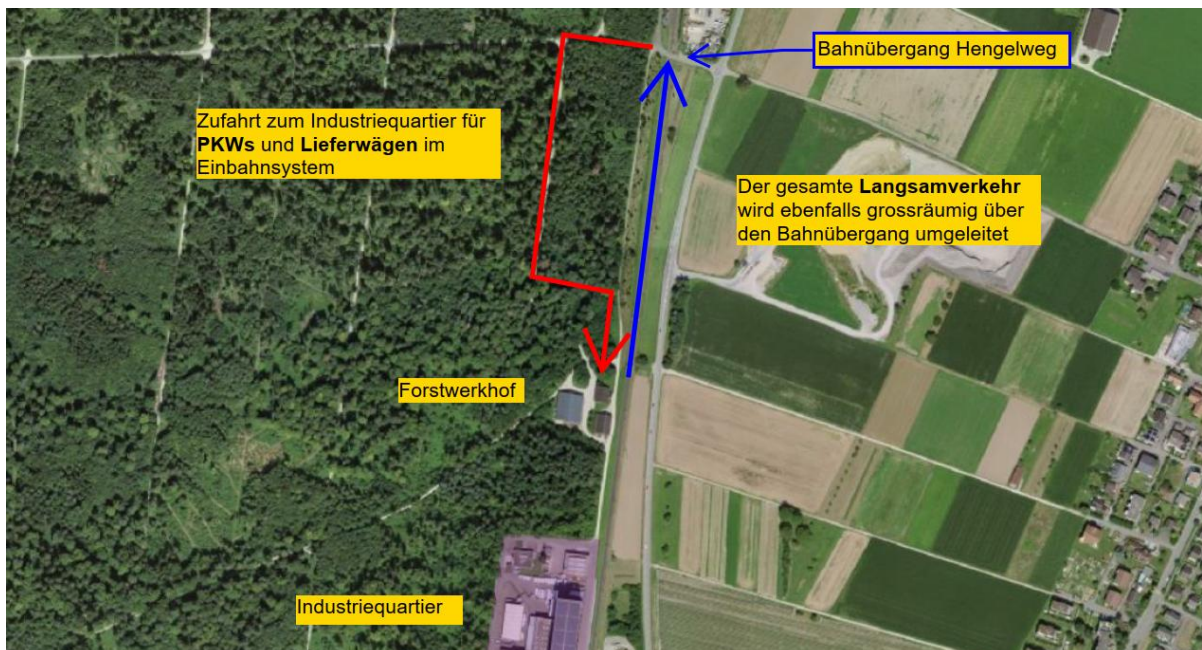 Bahnübergang Hengelweg
Zufahrt zum Industriequartier für
PKWs und Lieferwägen im
Einbahnsystem
Der gesamte Langsamverkehr
wird ebenfalls grossräumig über
den Bahnübergang umgeleitet
Forstwerkhof
Industriequartier